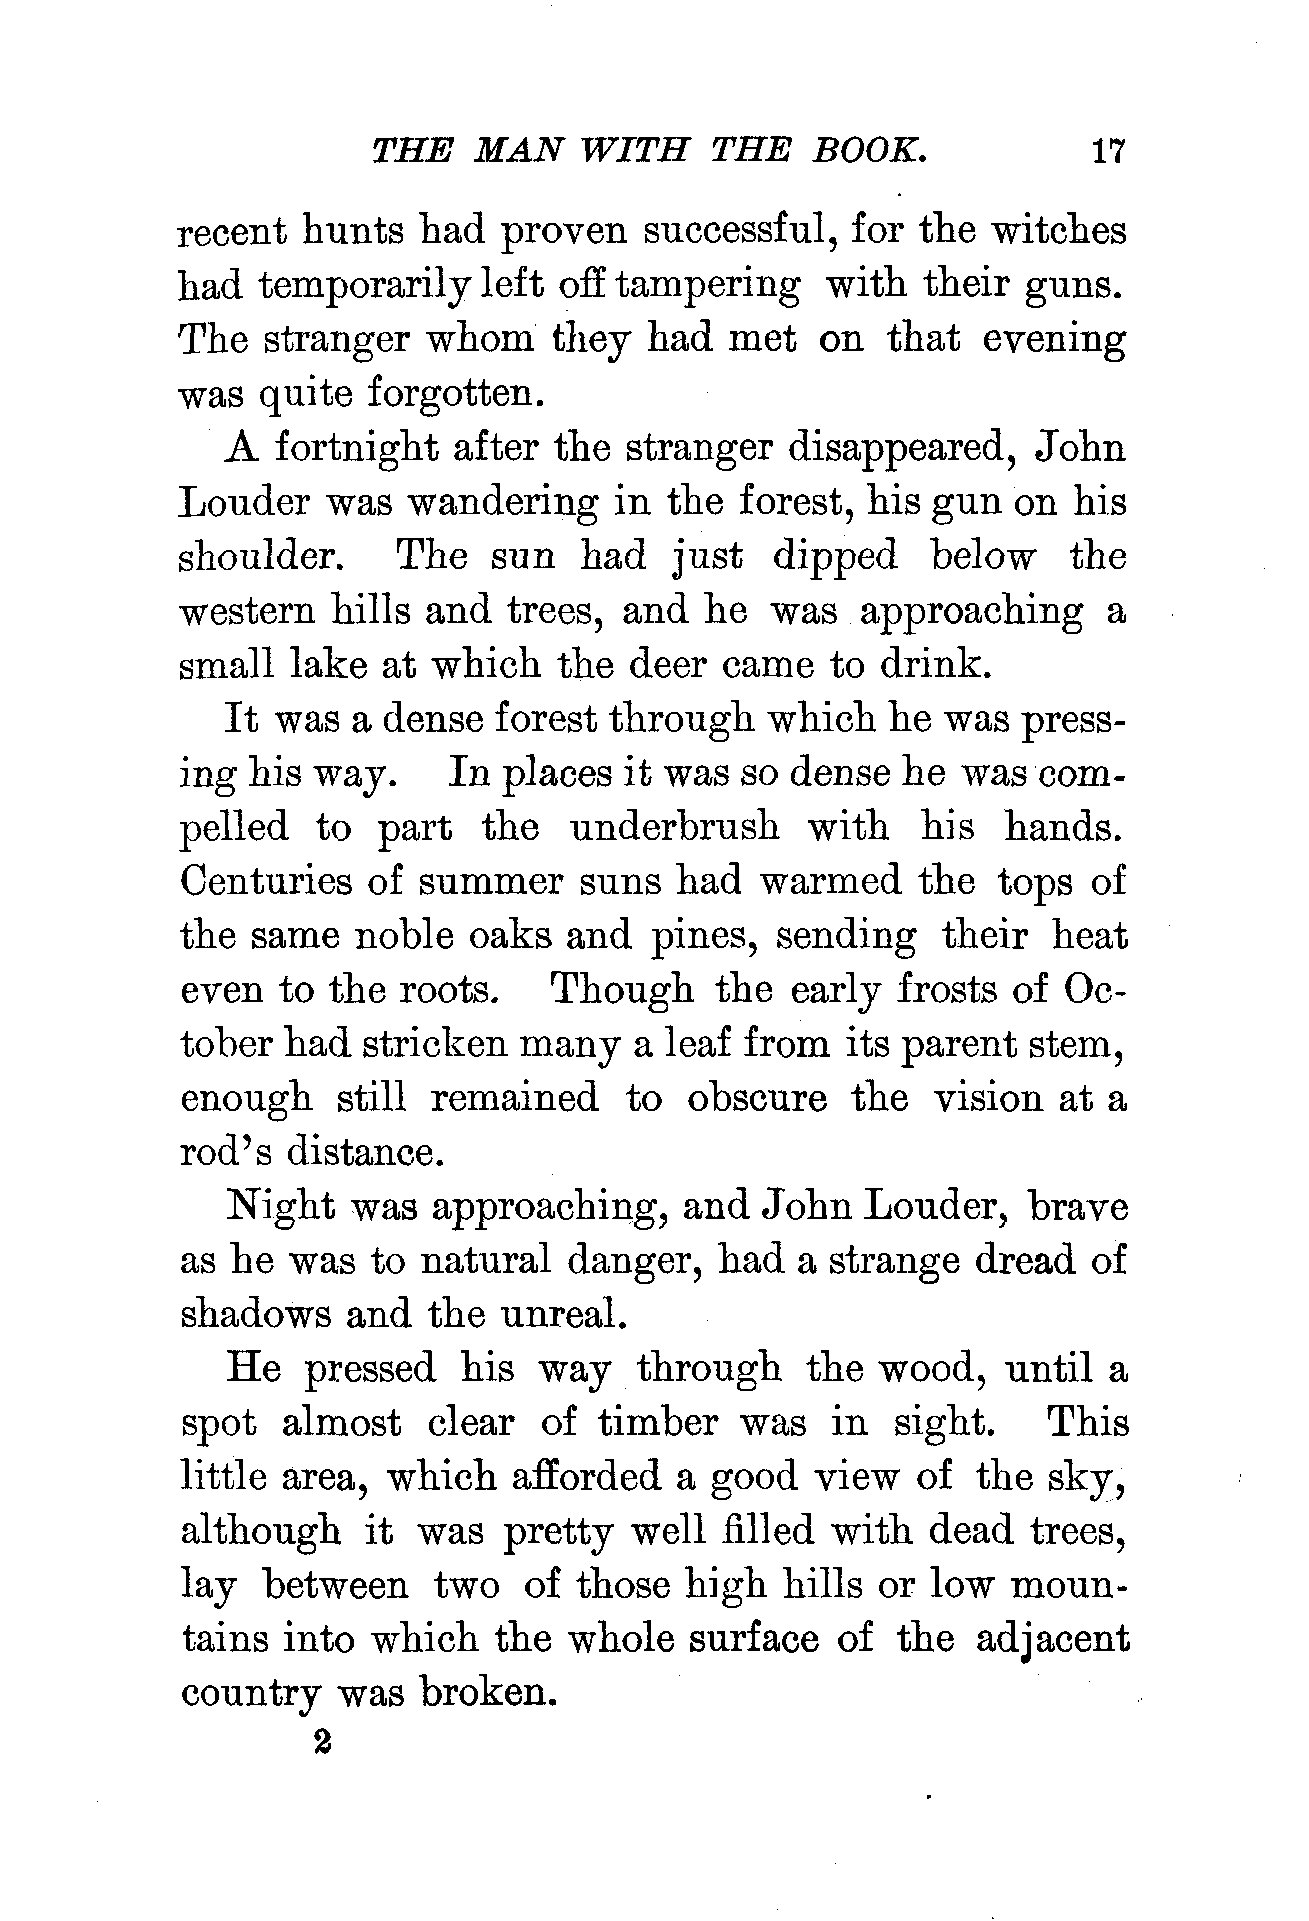 THE MAN WITH THE BOOK. 17
recent hunts had proven successful, for the witches
had temporarily left off tampering with their guns.
The stranger whom they had met on that evening
was quite forgotten.
A fortnight after the stranger disappeared, John
Louder was wandering in the forest, his gun on his
shoulder. The sun had just dipped below the
western hills and trees, and he was approaching a
small lake at which the deer came to drink.
It was a dense forest through which he was press-
ing his way. In places it was so dense he was com-
pelled to part the underbrush with his hands.
Centuries of summer suns had warmed the tops of
the same noble oaks and pines, sending their heat
even to the roots. Though the early frosts of Oc-
tober had stricken many a leaf from its parent stem,
enough still remained to obscure the vision at a
rod's distance.
Night was approaching, and John Louder, brave
as he was to natural danger, had a strange dread of
shadows and the unreal.
He pressed his way through the wood, until a
spot almost clear of timber was in sight. This
little area, which afforded a good view of the sky,
although it was pretty well filled with dead trees,
lay between two of those high hills or low moun-
tains into which the whole surface of the adjacent
country was broken.
2